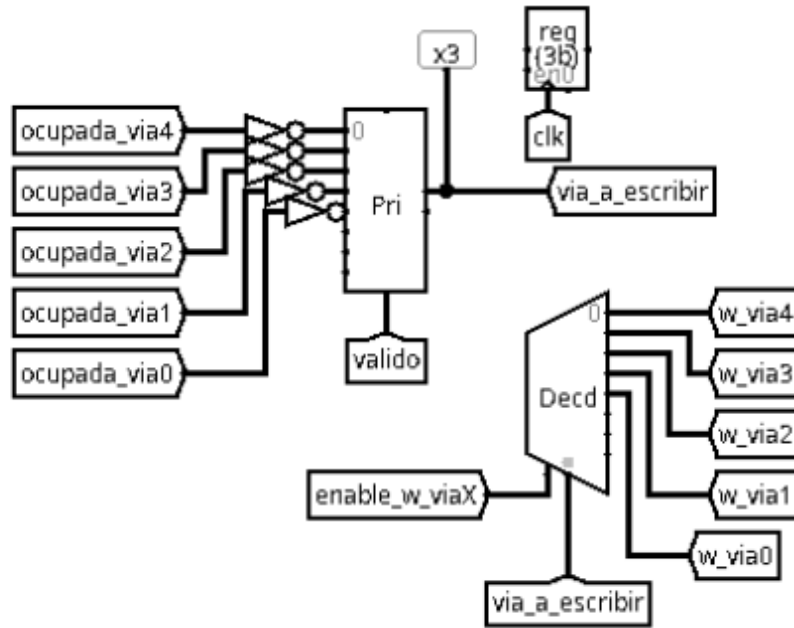 x3
reg
(3b)
en0
clk
ocupada_via4
ocupada_via3
ocupada_via2
ocupada_via1
ocupada_via0
0
Pri
valido
via_a_escribir
0
Decd
w_via4
w_via3
w_via2
w_via1
w_via0
enable_w_viaX
via_a_escribir